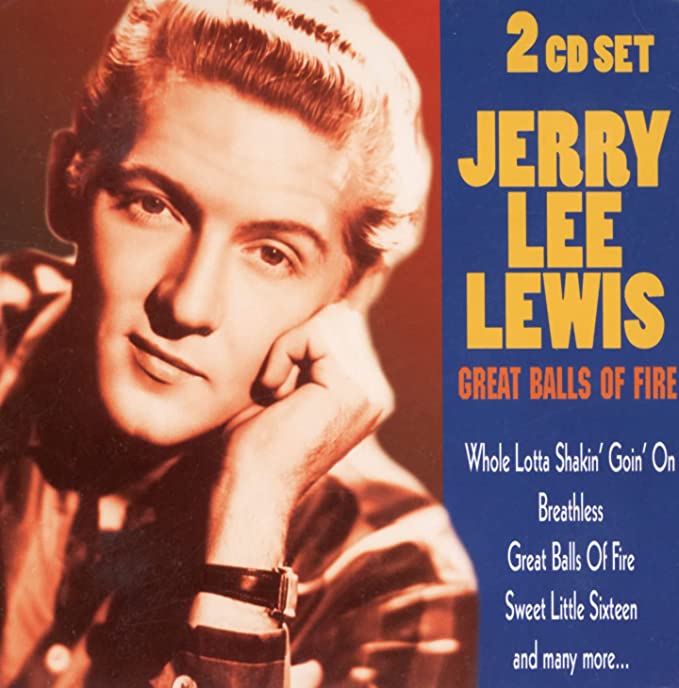 2 CD SET
JERRY
LEE
LEWIS
GREAT BALLS OF FIRE
Whole Lotta Shakin' Goin' On
Breathless
Great Balls Of Fire
Sweet Little Sixteen
and many more...